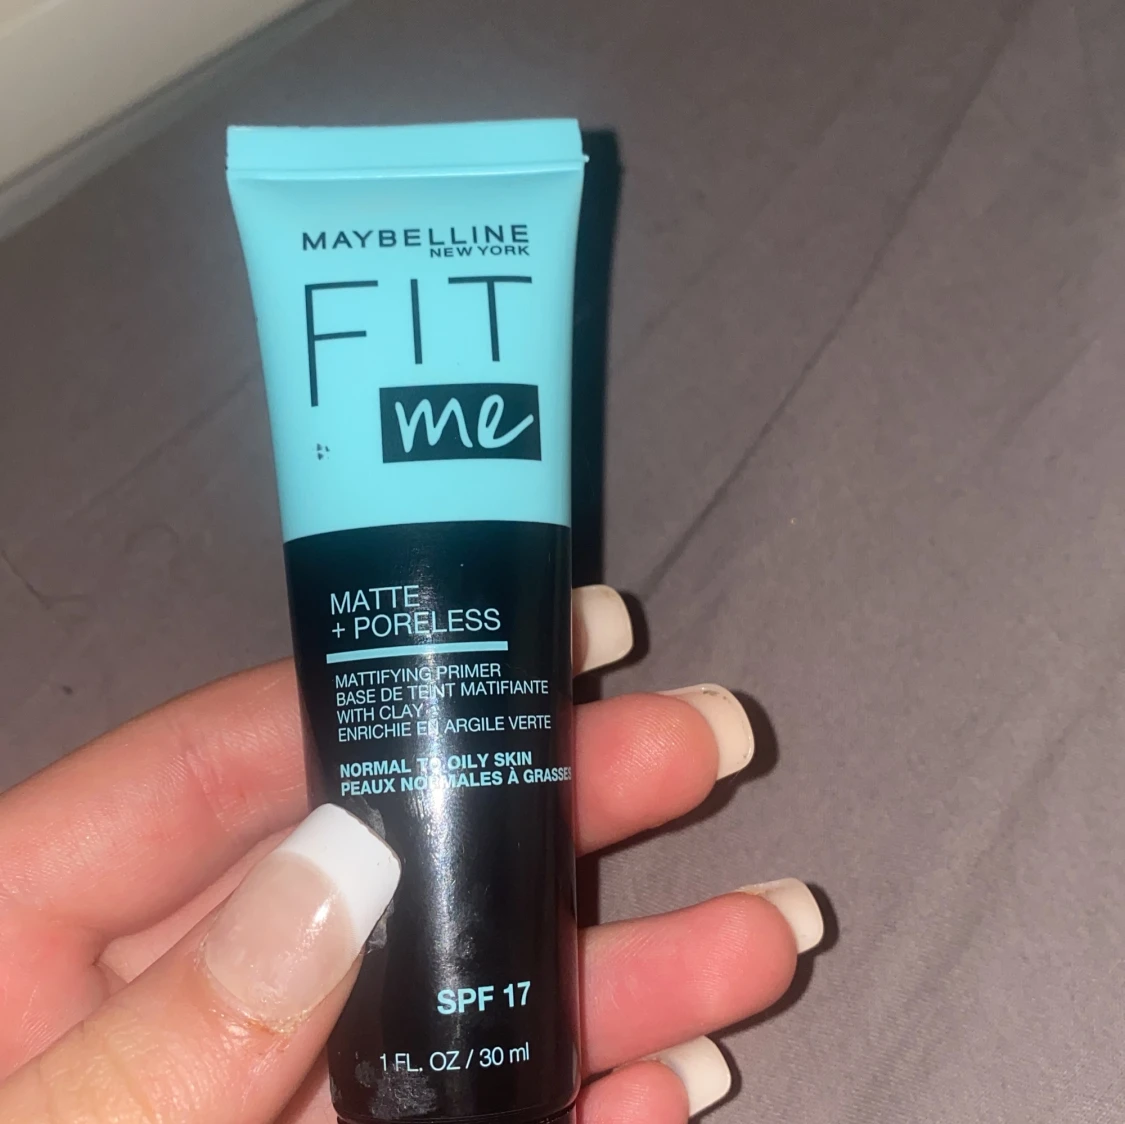 MAYBELLINE
NEW YORK
FIT
me
MATTE
+ PORELESS
MATTIFYING PRIMER
BASE DE TEINT MATIFIANTE
WITH CLAY
ENRICHIE EN ARGILE VERTE
NORMAL TO OILY SKIN
PEAUX NORMALES À GRASSES
SPF 17
1 FL. OZ / 30 ml